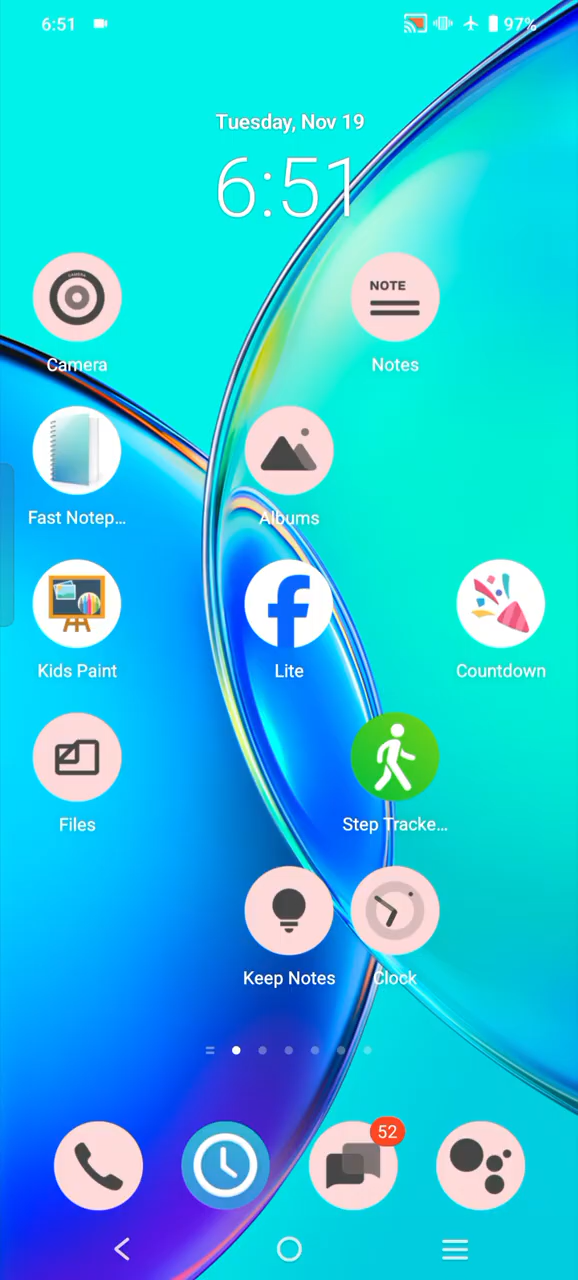 6:51
97%
Tuesday, Nov 19
6:51
NOTE
Camera
Notes
Fast Notep...
Albums
Kids Paint
Lite
Countdown
Files
Step Tracke...
Keep Notes
Clock
52